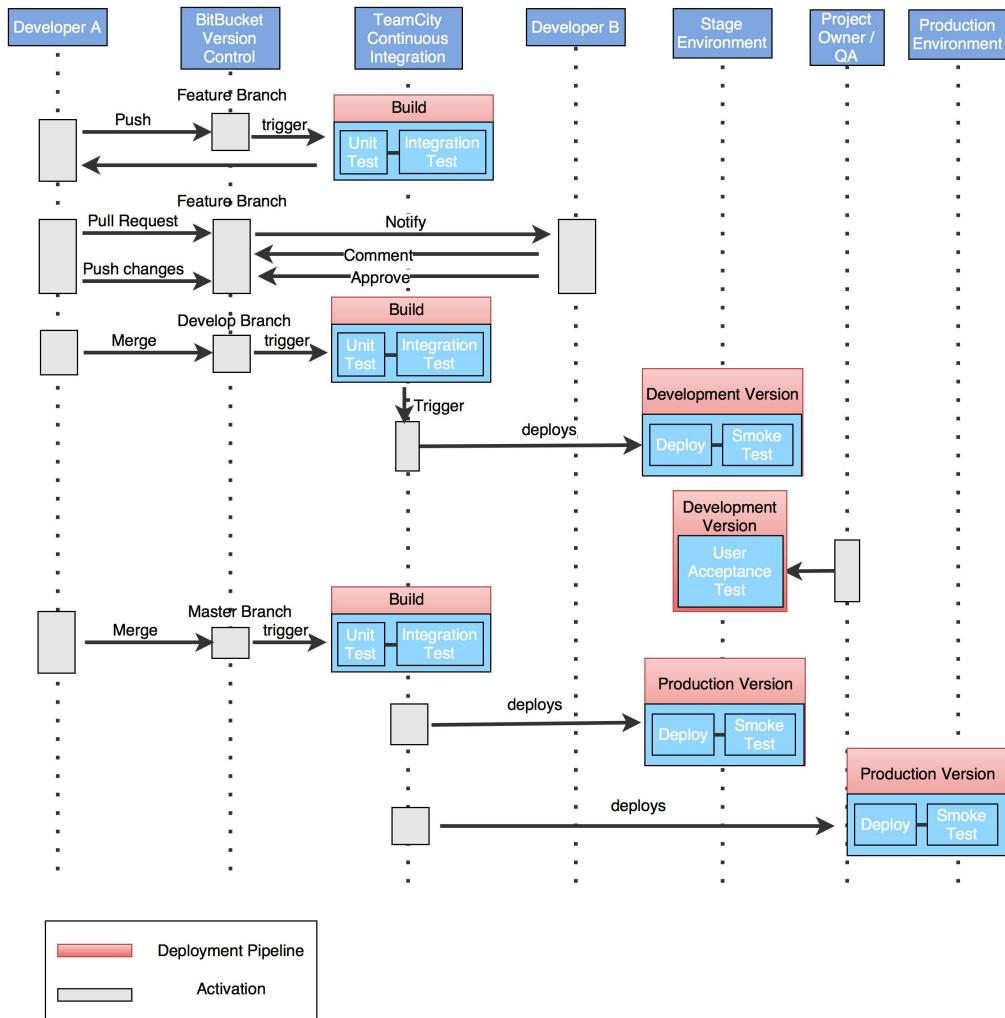 Developer A
BitBucket
Version
Control
TeamCity
Continuous
Integration
Developer B
Stage
Environment
Project
Owner /
QA
Production
Environment
Feature Branch
Push
trigger
Build
Unit
Test
Integration
Test
Feature Branch
Pull Request
Notify
Comment
Push changes
Approve
Develop Branch
Merge
trigger
Build
Unit
Test
Integration
Test
Trigger
deploys
Development Version
Deploy
Smoke
Test
Development
Version
User
Acceptance
Test
Master Branch
Merge
trigger
Build
Unit
Test
Integration
Test
deploys
Production Version
Deploy
Smoke
Test
deploys
Production Version
Deploy
Smoke
Test
Deployment Pipeline
Activation